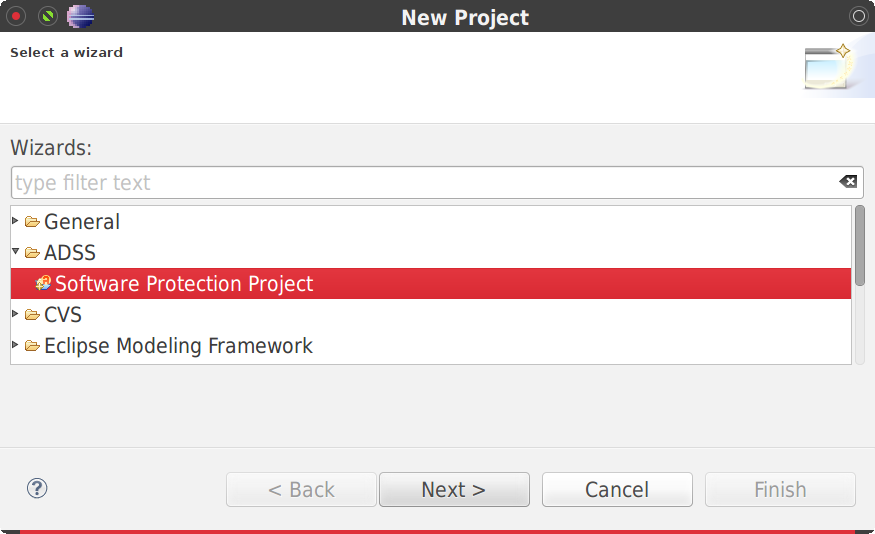 New Project
Select a wizard
Wizards:
type filter text
General
ADSS
Software Protection Project
CVS
Eclipse Modeling Framework
?
< Back
Next >
Cancel
Finish